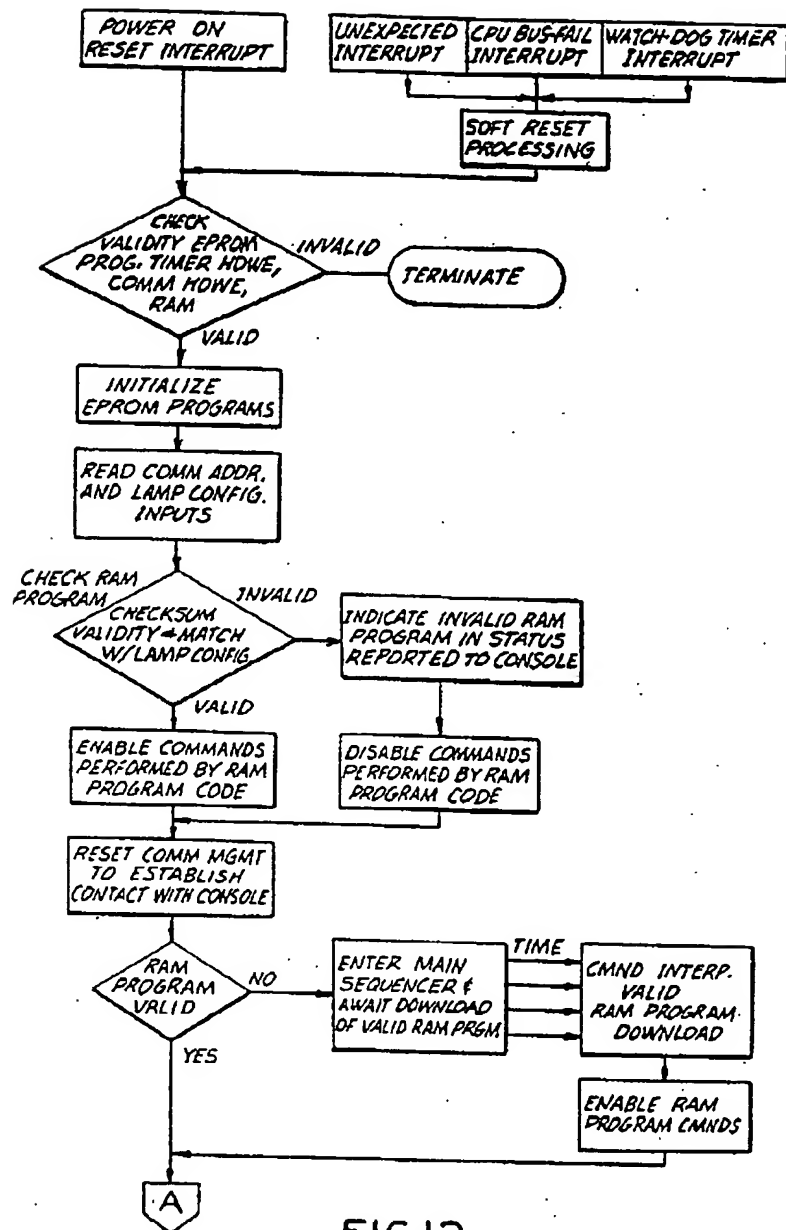 POWER ON
RESET INTERRUPT
UNEXPECTED
INTERRUPT
CPU BUS-FAIL
INTERRUPT
WATCH-DOG TIMER
INTERRUPT
SOFT RESET
PROCESSING
CHECK
VALIDITY EPROM
PROG. TIMER HDWE,
COMM HDWE,
RAM
INVALID
TERMINATE
VALID
INITIALIZE
EPROM PROGRAMS
READ COMM ADDR.
AND LAMP CONFIG.
INPUTS
CHECK RAM
PROGRAM
CHECKSUM
VALIDITY & MATCH
W/LAMP CONFIG.
INVALID
INDICATE INVALID RAM
PROGRAM IN STATUS
REPORTED TO CONSOLE
VALID
ENABLE COMMANDS
PERFORMED BY RAM
PROGRAM CODE
DISABLE COMMANDS
PERFORMED BY RAM
PROGRAM CODE
RESET COMM MGMT
TO ESTABLISH
CONTACT WITH CONSOLE
RAM
PROGRAM
VALID
NO
ENTER MAIN
SEQUENCER &
AWAIT DOWNLOAD
OF VALID RAM PRGM
TIME
CMND INTERP.
VALID
RAM PROGRAM
DOWNLOAD
YES
ENABLE RAM
PROGRAM CMNDS
A